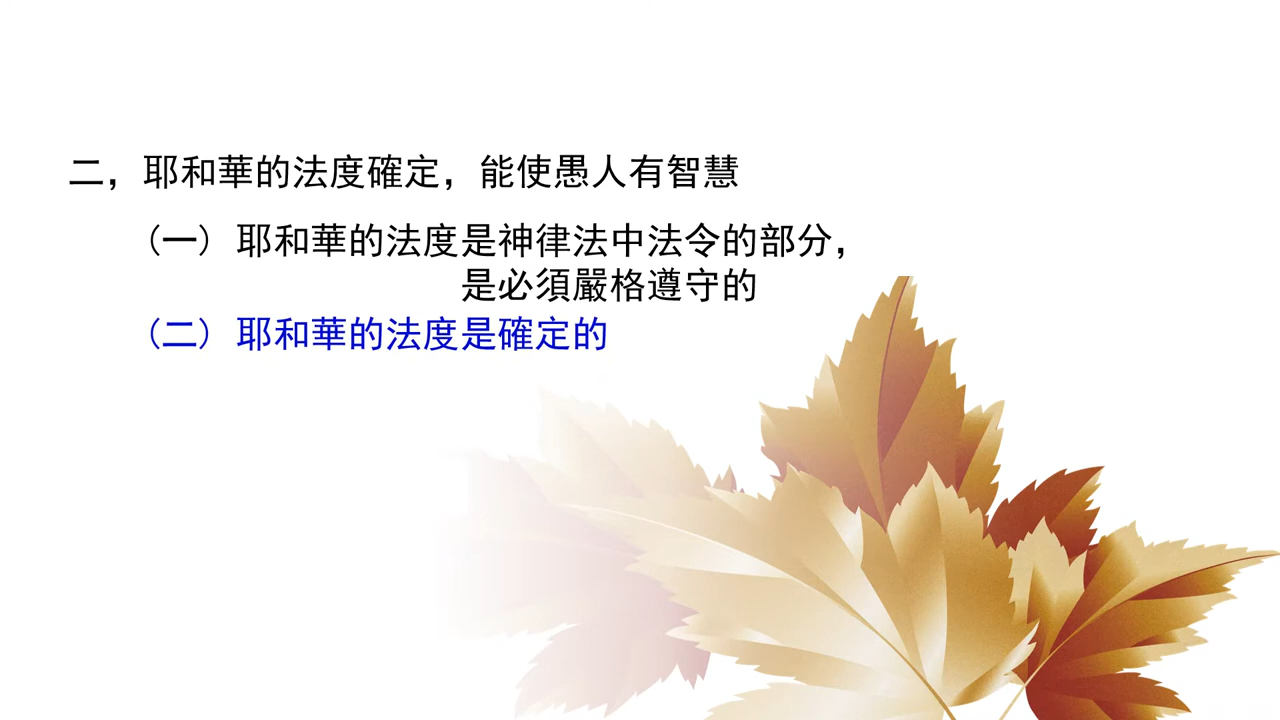 二，耶和華的法度確定，能使愚人有智慧
（一）耶和華的法度是神律法中法令的部分，
是必須嚴格遵守的
（二）耶和華的法度是確定的